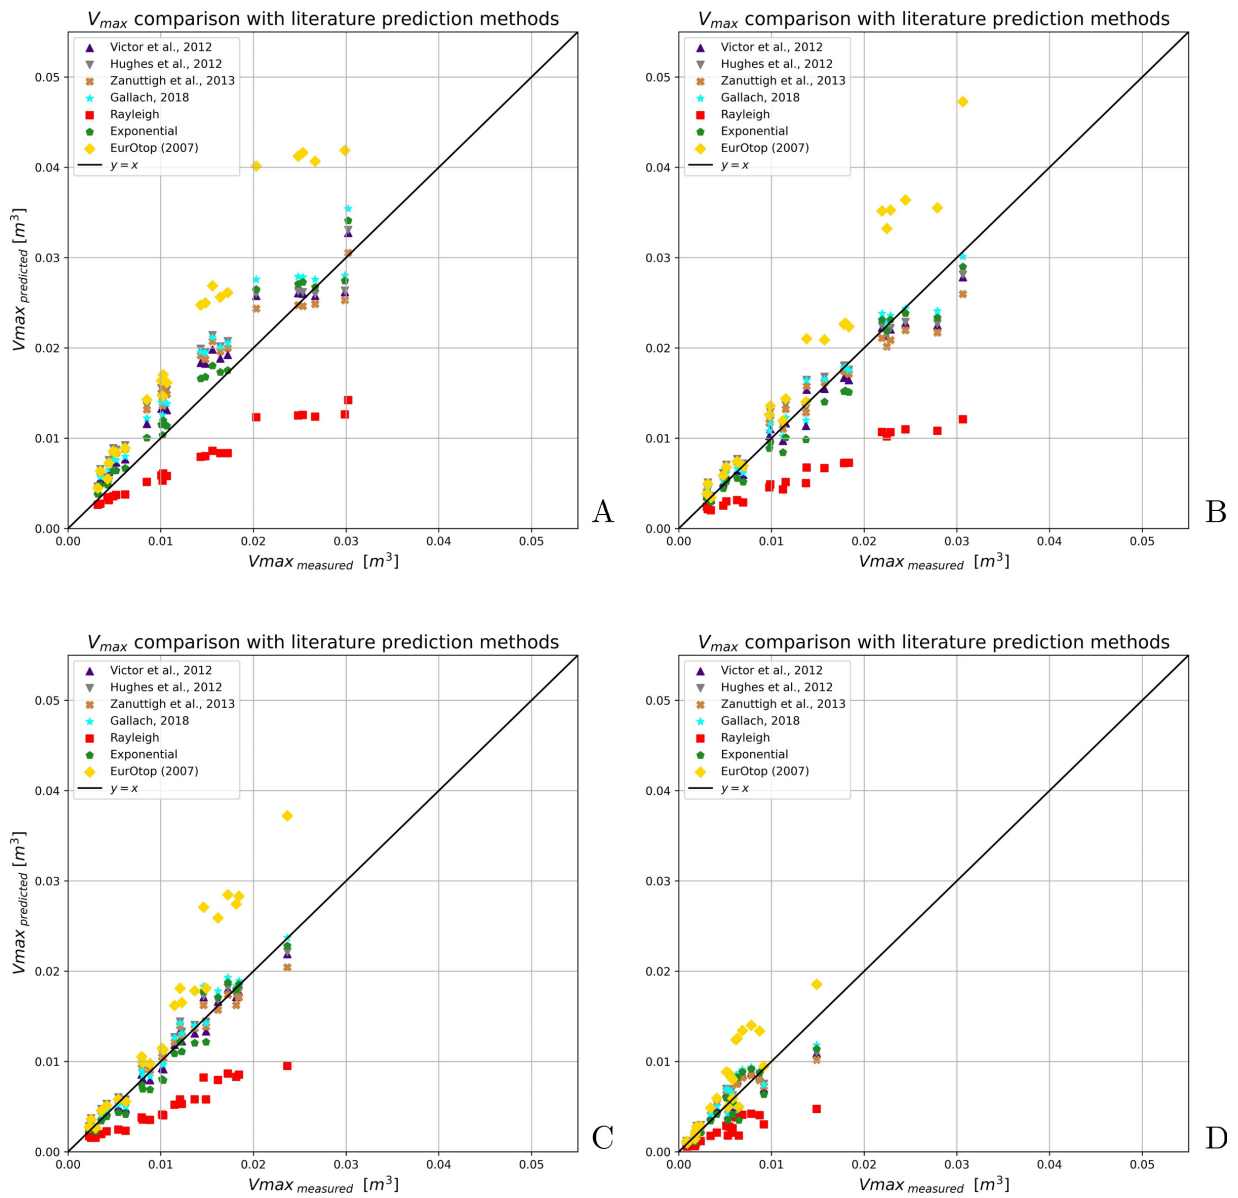 V_max comparison with literature prediction methods
Victor et al., 2012
Hughes et al., 2012
Zanuttigh et al., 2013
Gallach, 2018
Rayleigh
Exponential
EurOtop (2007)
y = x
0.05
0.04
0.03
0.02
0.01
0.00
Vmax predicted [m³]
0.00 0.01 0.02 0.03 0.04 0.05
Vmax measured [m³]
A
V_max comparison with literature prediction methods
Victor et al., 2012
Hughes et al., 2012
Zanuttigh et al., 2013
Gallach, 2018
Rayleigh
Exponential
EurOtop (2007)
y = x
0.05
0.04
0.03
0.02
0.01
0.00
0.00 0.01 0.02 0.03 0.04 0.05
Vmax measured [m³]
B
V_max comparison with literature prediction methods
Victor et al., 2012
Hughes et al., 2012
Zanuttigh et al., 2013
Gallach, 2018
Rayleigh
Exponential
EurOtop (2007)
y = x
0.05
0.04
0.03
0.02
0.01
0.00
Vmax predicted [m³]
0.00 0.01 0.02 0.03 0.04 0.05
Vmax measured [m³]
C
V_max comparison with literature prediction methods
Victor et al., 2012
Hughes et al., 2012
Zanuttigh et al., 2013
Gallach, 2018
Rayleigh
Exponential
EurOtop (2007)
y = x
0.05
0.04
0.03
0.02
0.01
0.00
0.00 0.01 0.02 0.03 0.04 0.05
Vmax measured [m³]
D